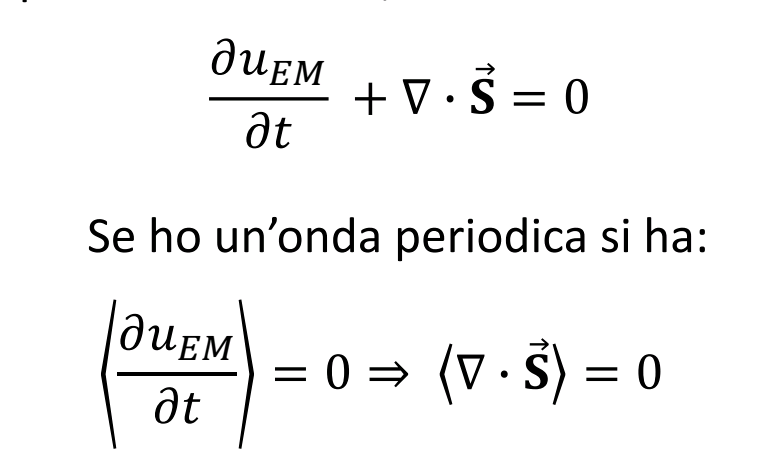 ∂u_EM/∂t + ∇ · S⃗ = 0
Se ho un’onda periodica si ha:
⟨∂u_EM/∂t⟩ = 0 ⇒ ⟨∇ · S⃗⟩ = 0